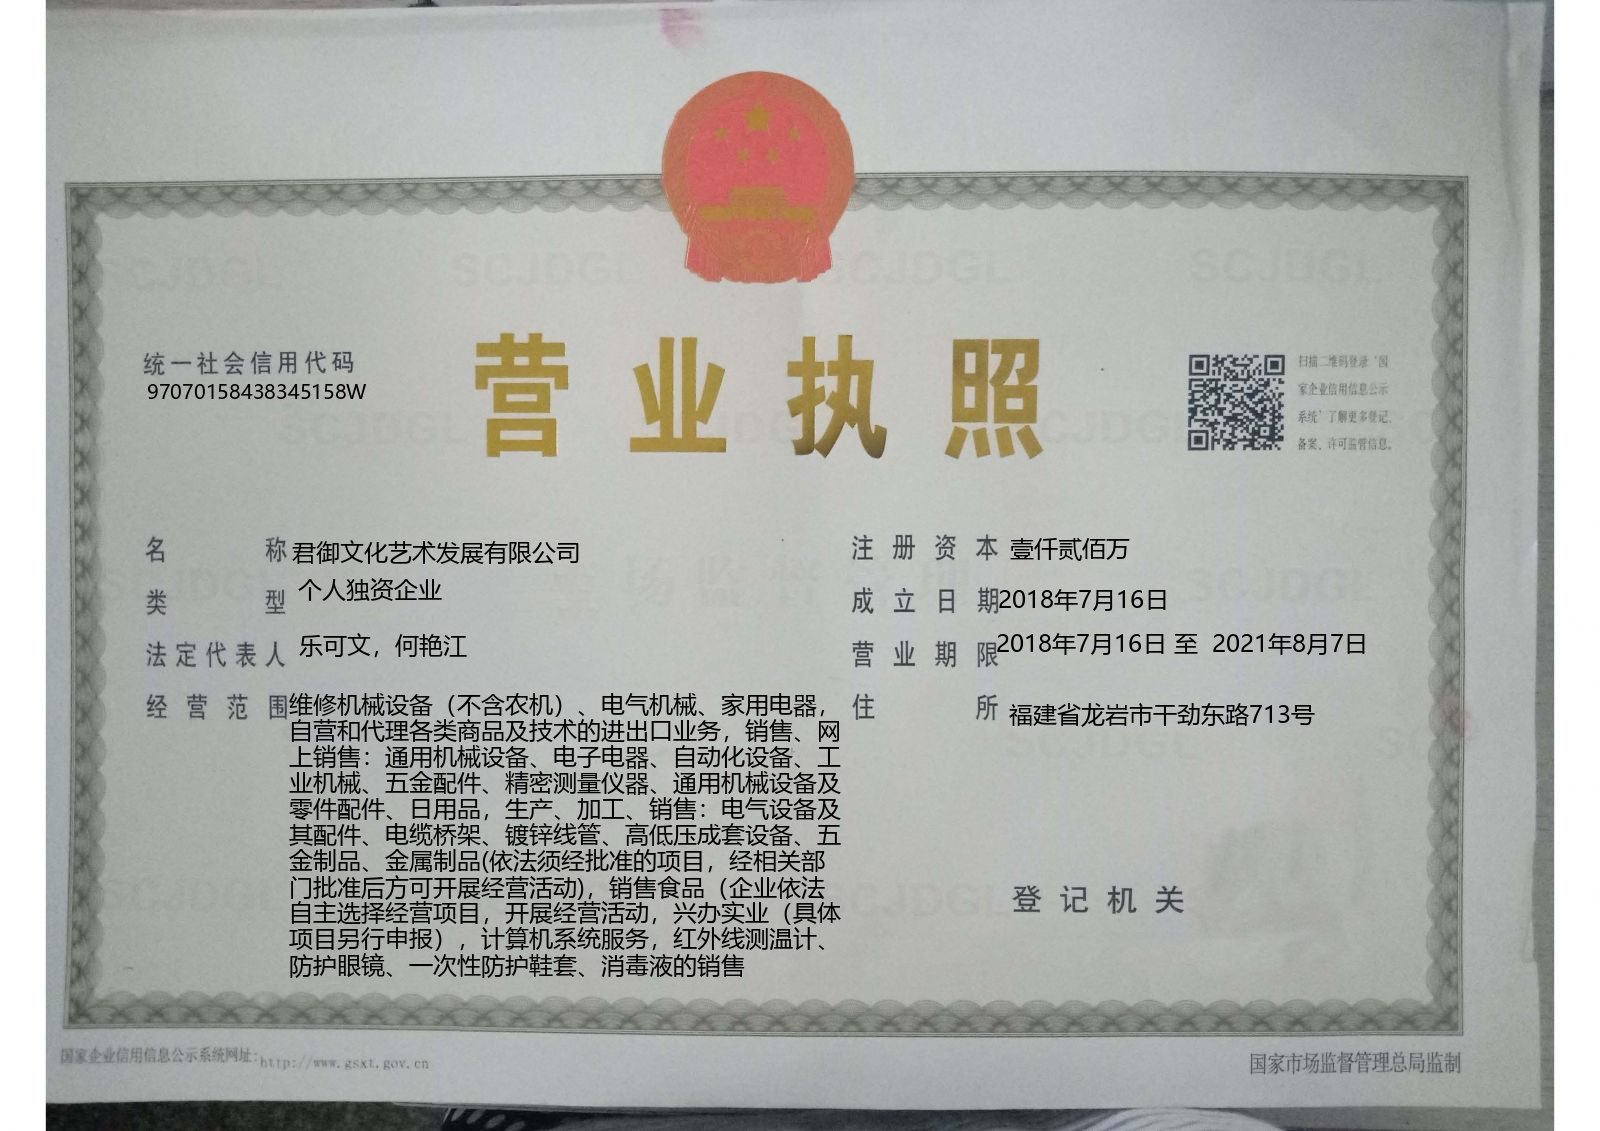 营业执照
统一社会信用代码
97070158438345158W
扫描二维码登录‘国
家企业信用信息公示
系统’了解更多登记、
备案、许可监管信息。
名称 君御文化艺术发展有限公司
类型 个人独资企业
法定代表人 乐可文，何艳江
经营范围 维修机械设备（不含农机）、电气机械、家用电器，
自营和代理各类商品及技术的进出口业务，销售、网
上销售：通用机械设备、电子电器、自动化设备、工
业机械、五金配件、精密测量仪器、通用机械设备及
零件配件、日用品，生产、加工、销售：电气设备及
其配件、电缆桥架、镀锌线管、高低压成套设备、五
金制品、金属制品(依法须经批准的项目，经相关部
门批准后方可开展经营活动)，销售食品（企业依法
自主选择经营项目，开展经营活动，兴办实业（具体
项目另行申报），计算机系统服务，红外线测温计、
防护眼镜、一次性防护鞋套、消毒液的销售
注册资本 壹仟贰佰万
成立日期 2018年7月16日
营业期限 2018年7月16日 至 2021年8月7日
住所 福建省龙岩市干劲东路713号
登记机关
国家企业信用信息公示系统网址：http://www.gsxt.gov.cn
国家市场监督管理总局监制
SCJDGL